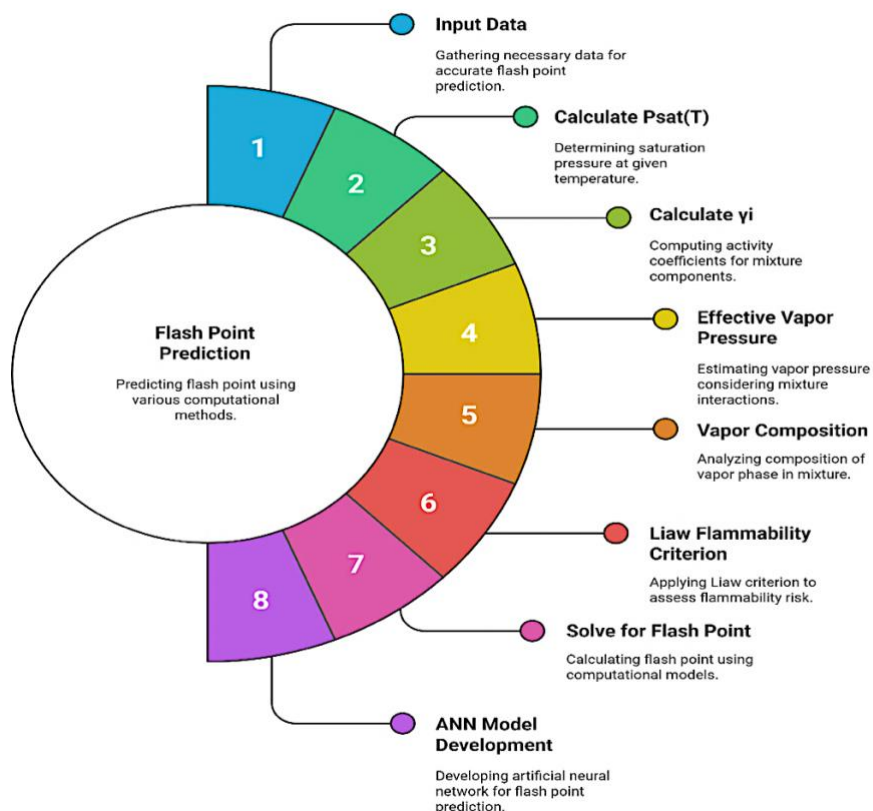 Input Data
Gathering necessary data for
accurate flash point
prediction.
1
Calculate Psat(T)
Determining saturation
pressure at given
temperature.
2
Calculate γi
Computing activity
coefficients for mixture
components.
3
Effective Vapor
Pressure
Estimating vapor pressure
considering mixture
interactions.
4
Flash Point
Prediction
Predicting flash point using
various computational
methods.
5
Vapor Composition
Analyzing composition of
vapor phase in mixture.
6
Liaw Flammability
Criterion
Applying Liaw criterion to
assess flammability risk.
7
Solve for Flash Point
Calculating flash point using
computational models.
8
ANN Model
Development
Developing artificial neural
network for flash point
prediction.